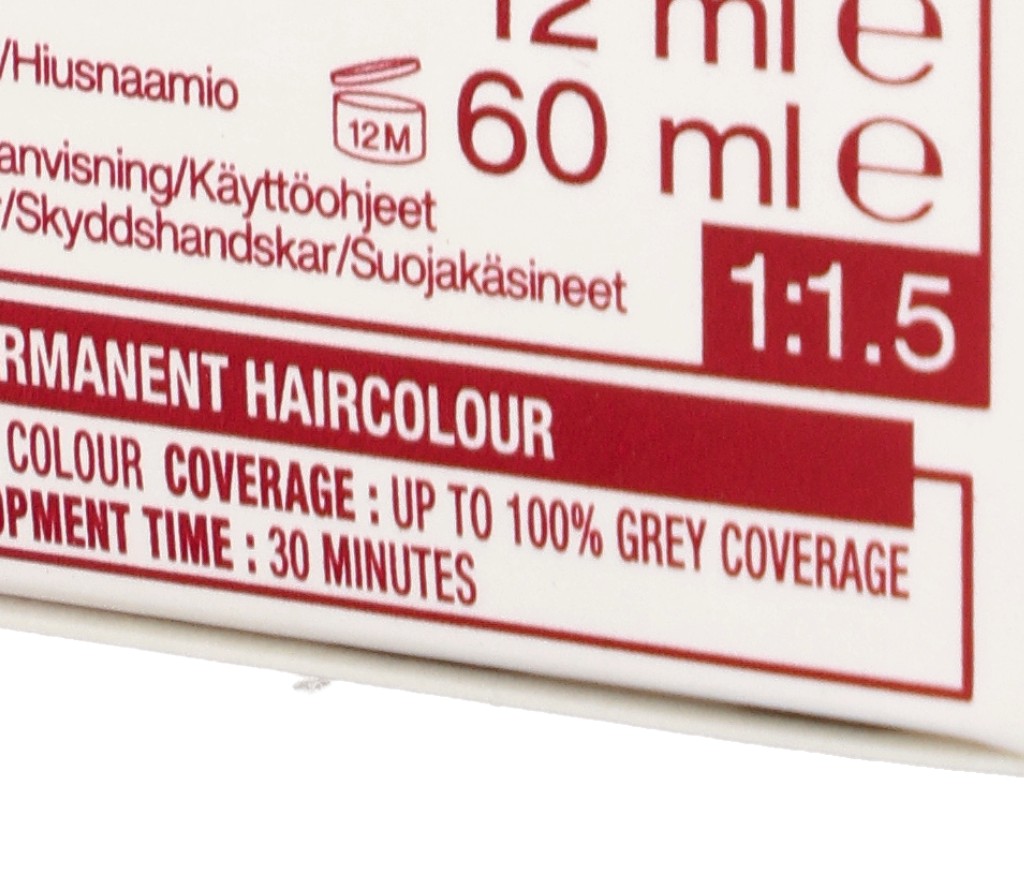 12 ml e
/Hiusnaamio
12M
60 ml e
anvisning/Käyttöohjeet
/Skyddshandskar/Suojakäsineet
1:1.5
RMANENT HAIRCOLOUR
COLOUR COVERAGE : UP TO 100% GREY COVERAGE
OPMENT TIME : 30 MINUTES